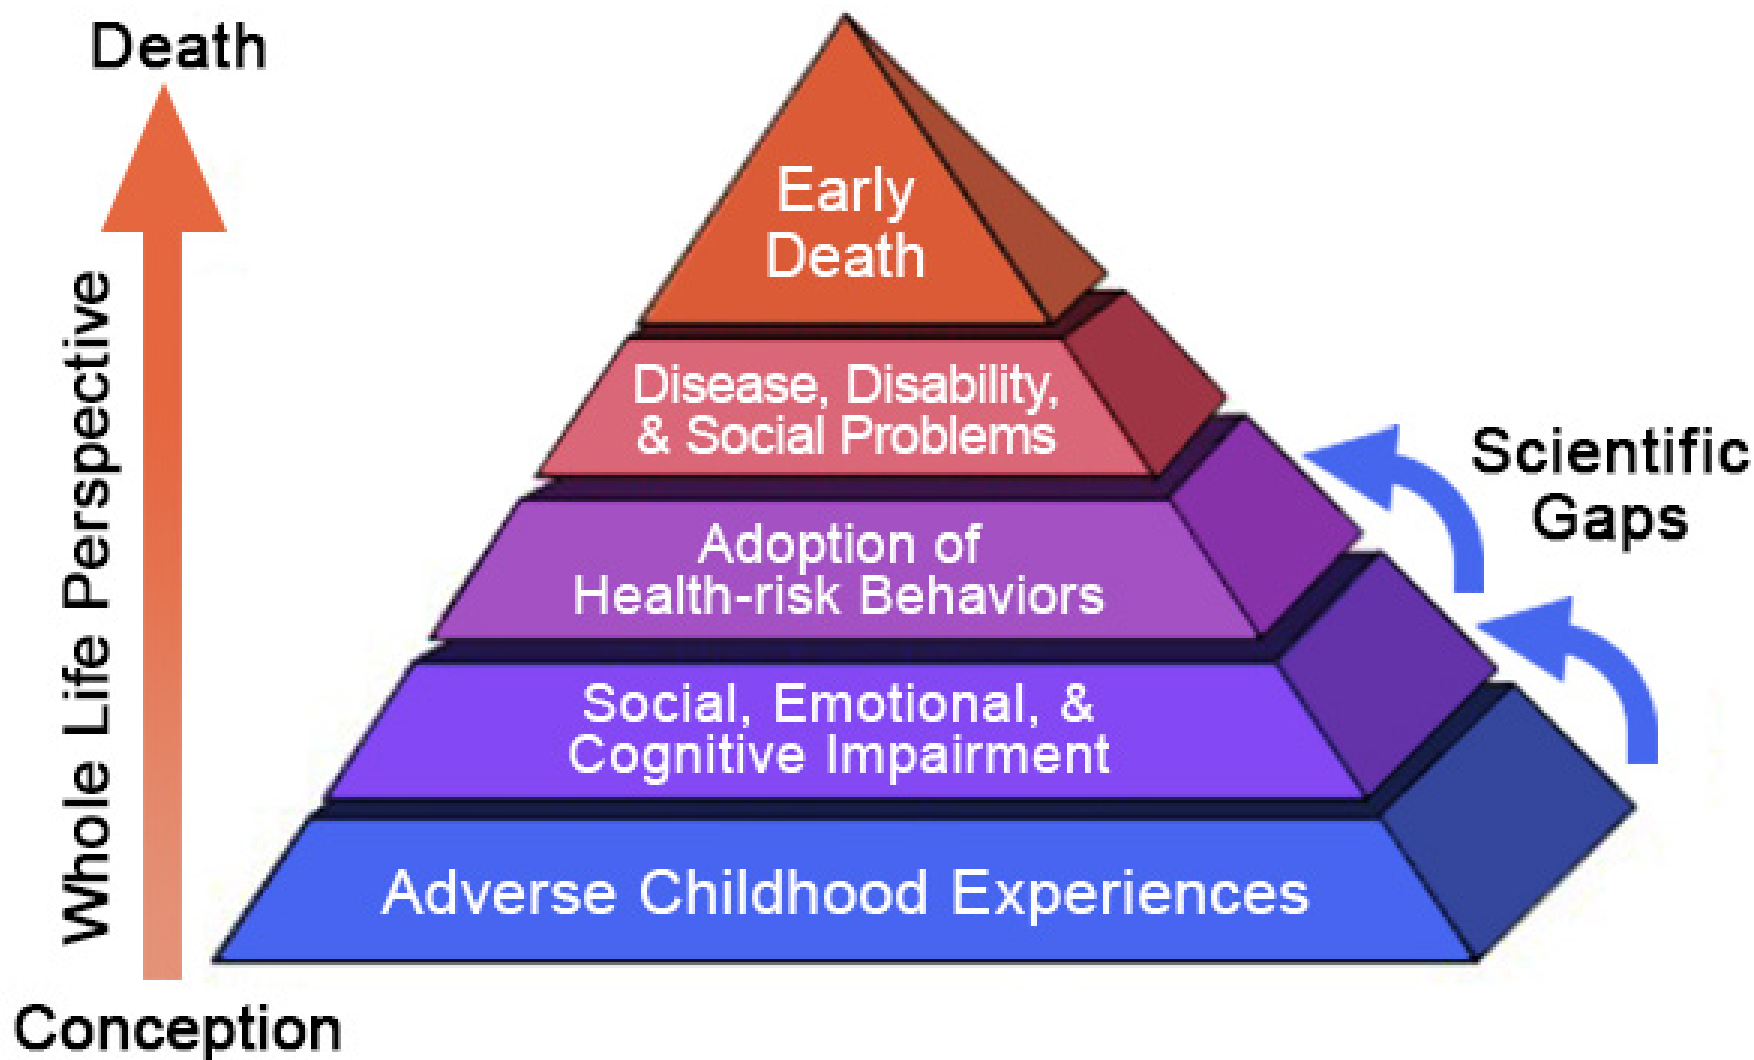 Death
Whole Life Perspective
Conception
Early
Death
Disease, Disability,
& Social Problems
Adoption of
Health-risk Behaviors
Social, Emotional, &
Cognitive Impairment
Adverse Childhood Experiences
Scientific
Gaps